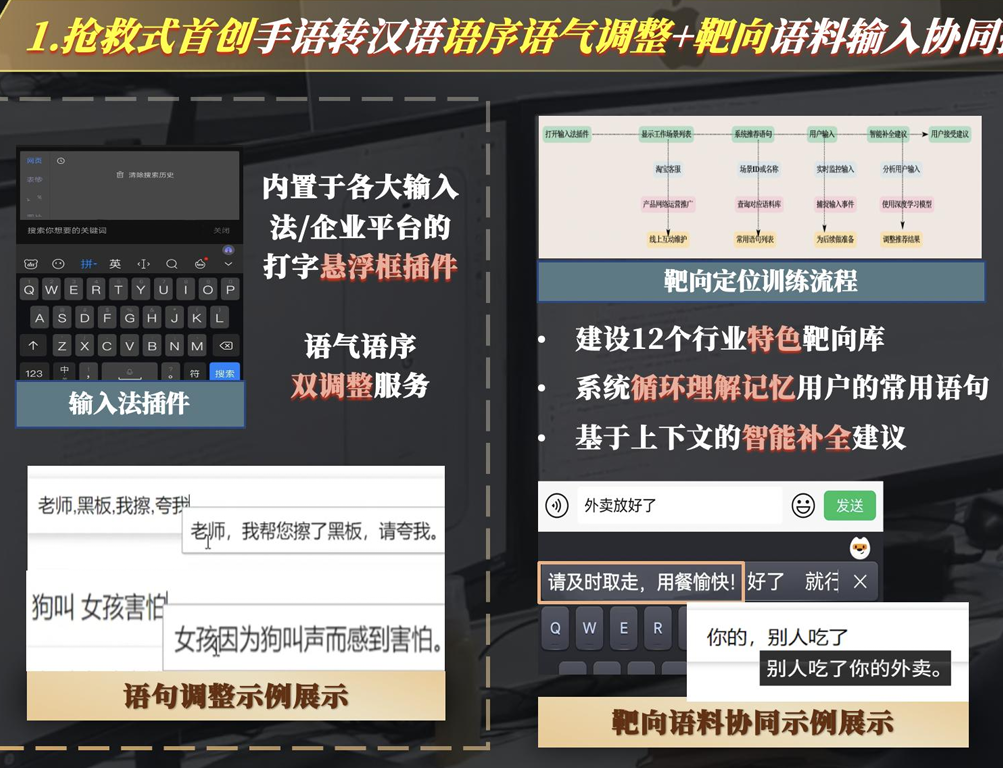 1.抢救式首创手语转汉语语序语气调整+靶向语料输入协同
清除搜索历史
搜索你想要的关键词
关闭
拼 英
Q W E R T Y U I O P
A S D F G H J K L
Z X C V B N M
123 中 ， 。 符 搜索
输入法插件
内置于各大输入
法/企业平台的
打字悬浮框插件
语气语序
双调整服务
老师,黑板,我擦,夸我
老师，我帮您擦了黑板，请夸我。
狗叫 女孩害怕
女孩因为狗叫声而感到害怕。
语句调整示例展示
打开输入法插件 显示工作场景列表 系统推荐语句 用户输入 智能补全建议 用户接受建议
淘宝客服 场景ID或名称 实时监控输入 分析用户输入
产品网络运营推广 查询对应语料库 捕捉输入事件 使用深度学习模型
线上互动维护 常用语句列表 为后续做准备 调整推荐结果
靶向定位训练流程
• 建设12个行业特色靶向库
• 系统循环理解记忆用户的常用语句
• 基于上下文的智能补全建议
外卖放好了 发送
请及时取走，用餐愉快! 好了 就行
Q W E R
你的，别人吃了
别人吃了你的外卖。
靶向语料协同示例展示